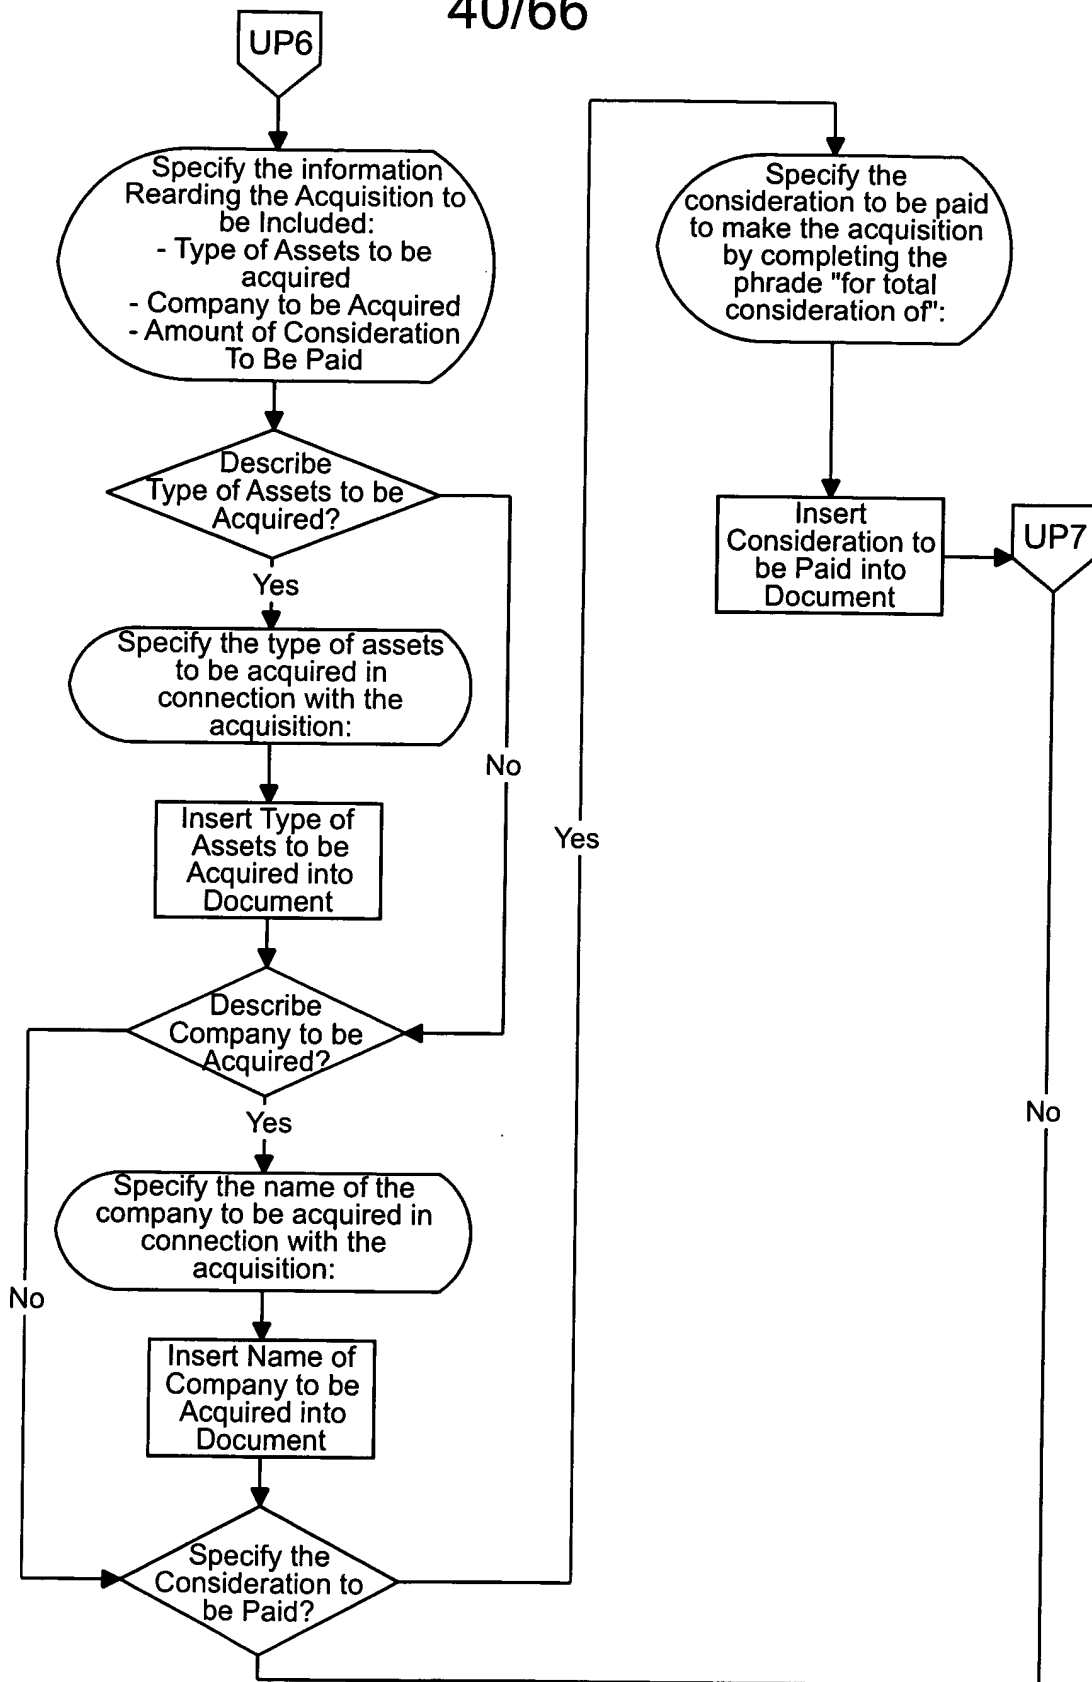 40/66
UP6
Specify the information
Rearding the Acquisition to
be Included:
- Type of Assets to be
acquired
- Company to be Acquired
- Amount of Consideration
To Be Paid
Describe
Type of Assets to be
Acquired?
Yes
No
Specify the type of assets
to be acquired in
connection with the
acquisition:
Insert Type of
Assets to be
Acquired into
Document
Describe
Company to be
Acquired?
Yes
No
Specify the name of the
company to be acquired in
connection with the
acquisition:
Insert Name of
Company to be
Acquired into
Document
Specify the
Consideration to
be Paid?
Yes
Specify the
consideration to be paid
to make the acquisition
by completing the
phrade "for total
consideration of":
Insert
Consideration to
be Paid into
Document
UP7
No